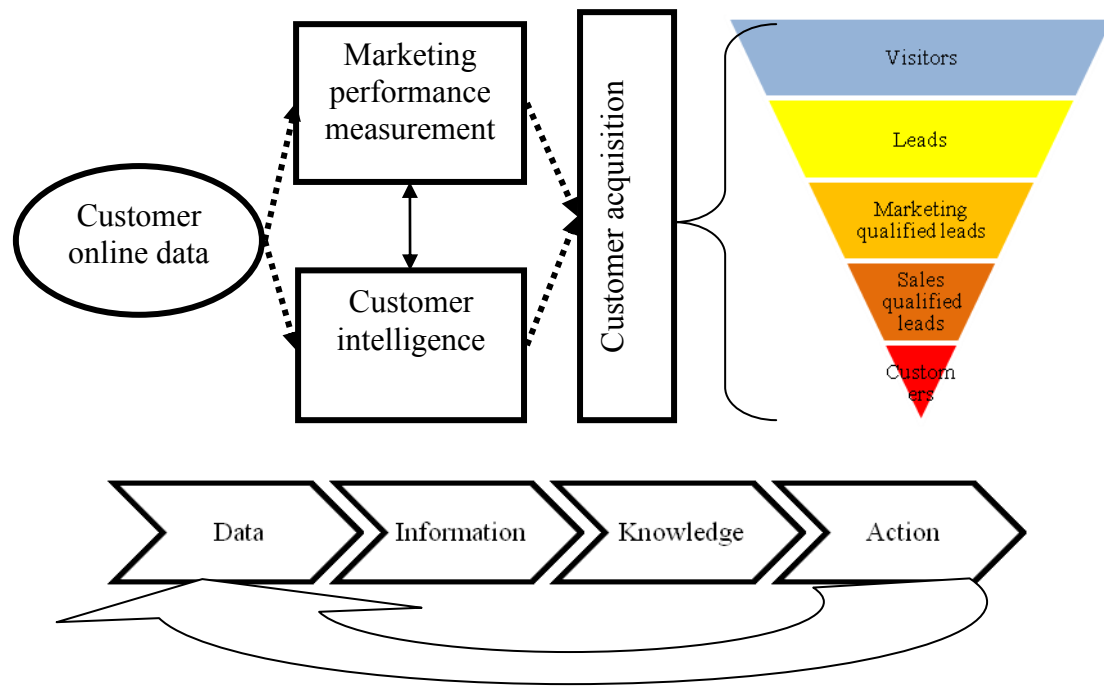 Marketing
performance
measurement
Customer
online data
Customer
intelligence
Customer acquisition
Visitors
Leads
Marketing
qualified leads
Sales
qualified
leads
Custom
ers
Data
Information
Knowledge
Action